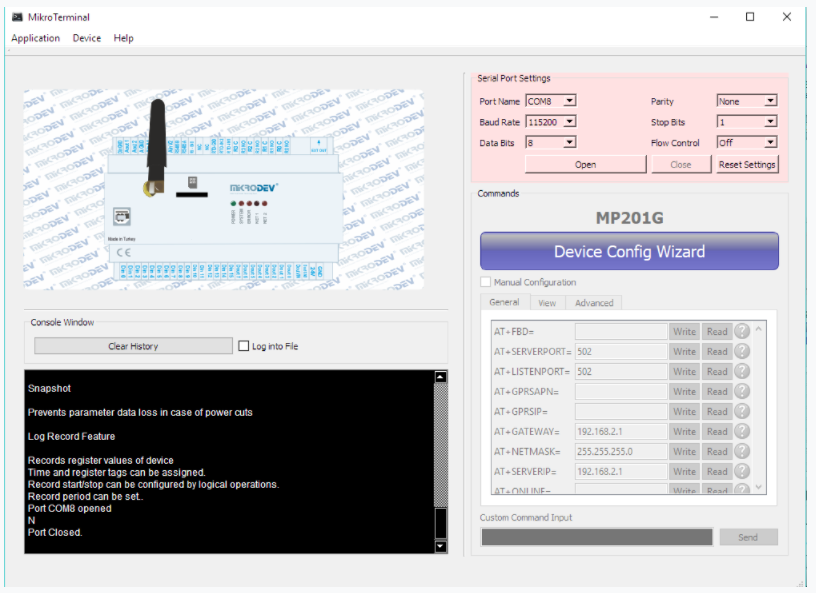 MikroTerminal
Application Device Help
MIKRODEV
POWER
SYSTEM
ERROR
Made in Turkey
CE
Console Window
Clear History
Log into File
Snapshot
Prevents parameter data loss in case of power cuts
Log Record Feature
Records register values of device
Time and register tags can be assigned.
Record start/stop can be configured by logical operations.
Record period can be set..
Port COM8 opened
N
Port Closed.
Serial Port Settings
Port Name COM8 Parity None
Baud Rate 115200 Stop Bits 1
Data Bits 8 Flow Control Off
Open Close Reset Settings
Commands
MP201G
Device Config Wizard
Manual Configuration
General View Advanced
AT+FBD= Write Read ?
AT+SERVERPORT= 502 Write Read ?
AT+LISTENPORT= 502 Write Read ?
AT+GPRSAPN= Write Read ?
AT+GPRSIP= Write Read ?
AT+GATEWAY= 192.168.2.1 Write Read ?
AT+NETMASK= 255.255.255.0 Write Read ?
AT+SERVERIP= 192.168.2.1 Write Read ?
AT+ONLINE= Write Read ?
Custom Command Input
Send